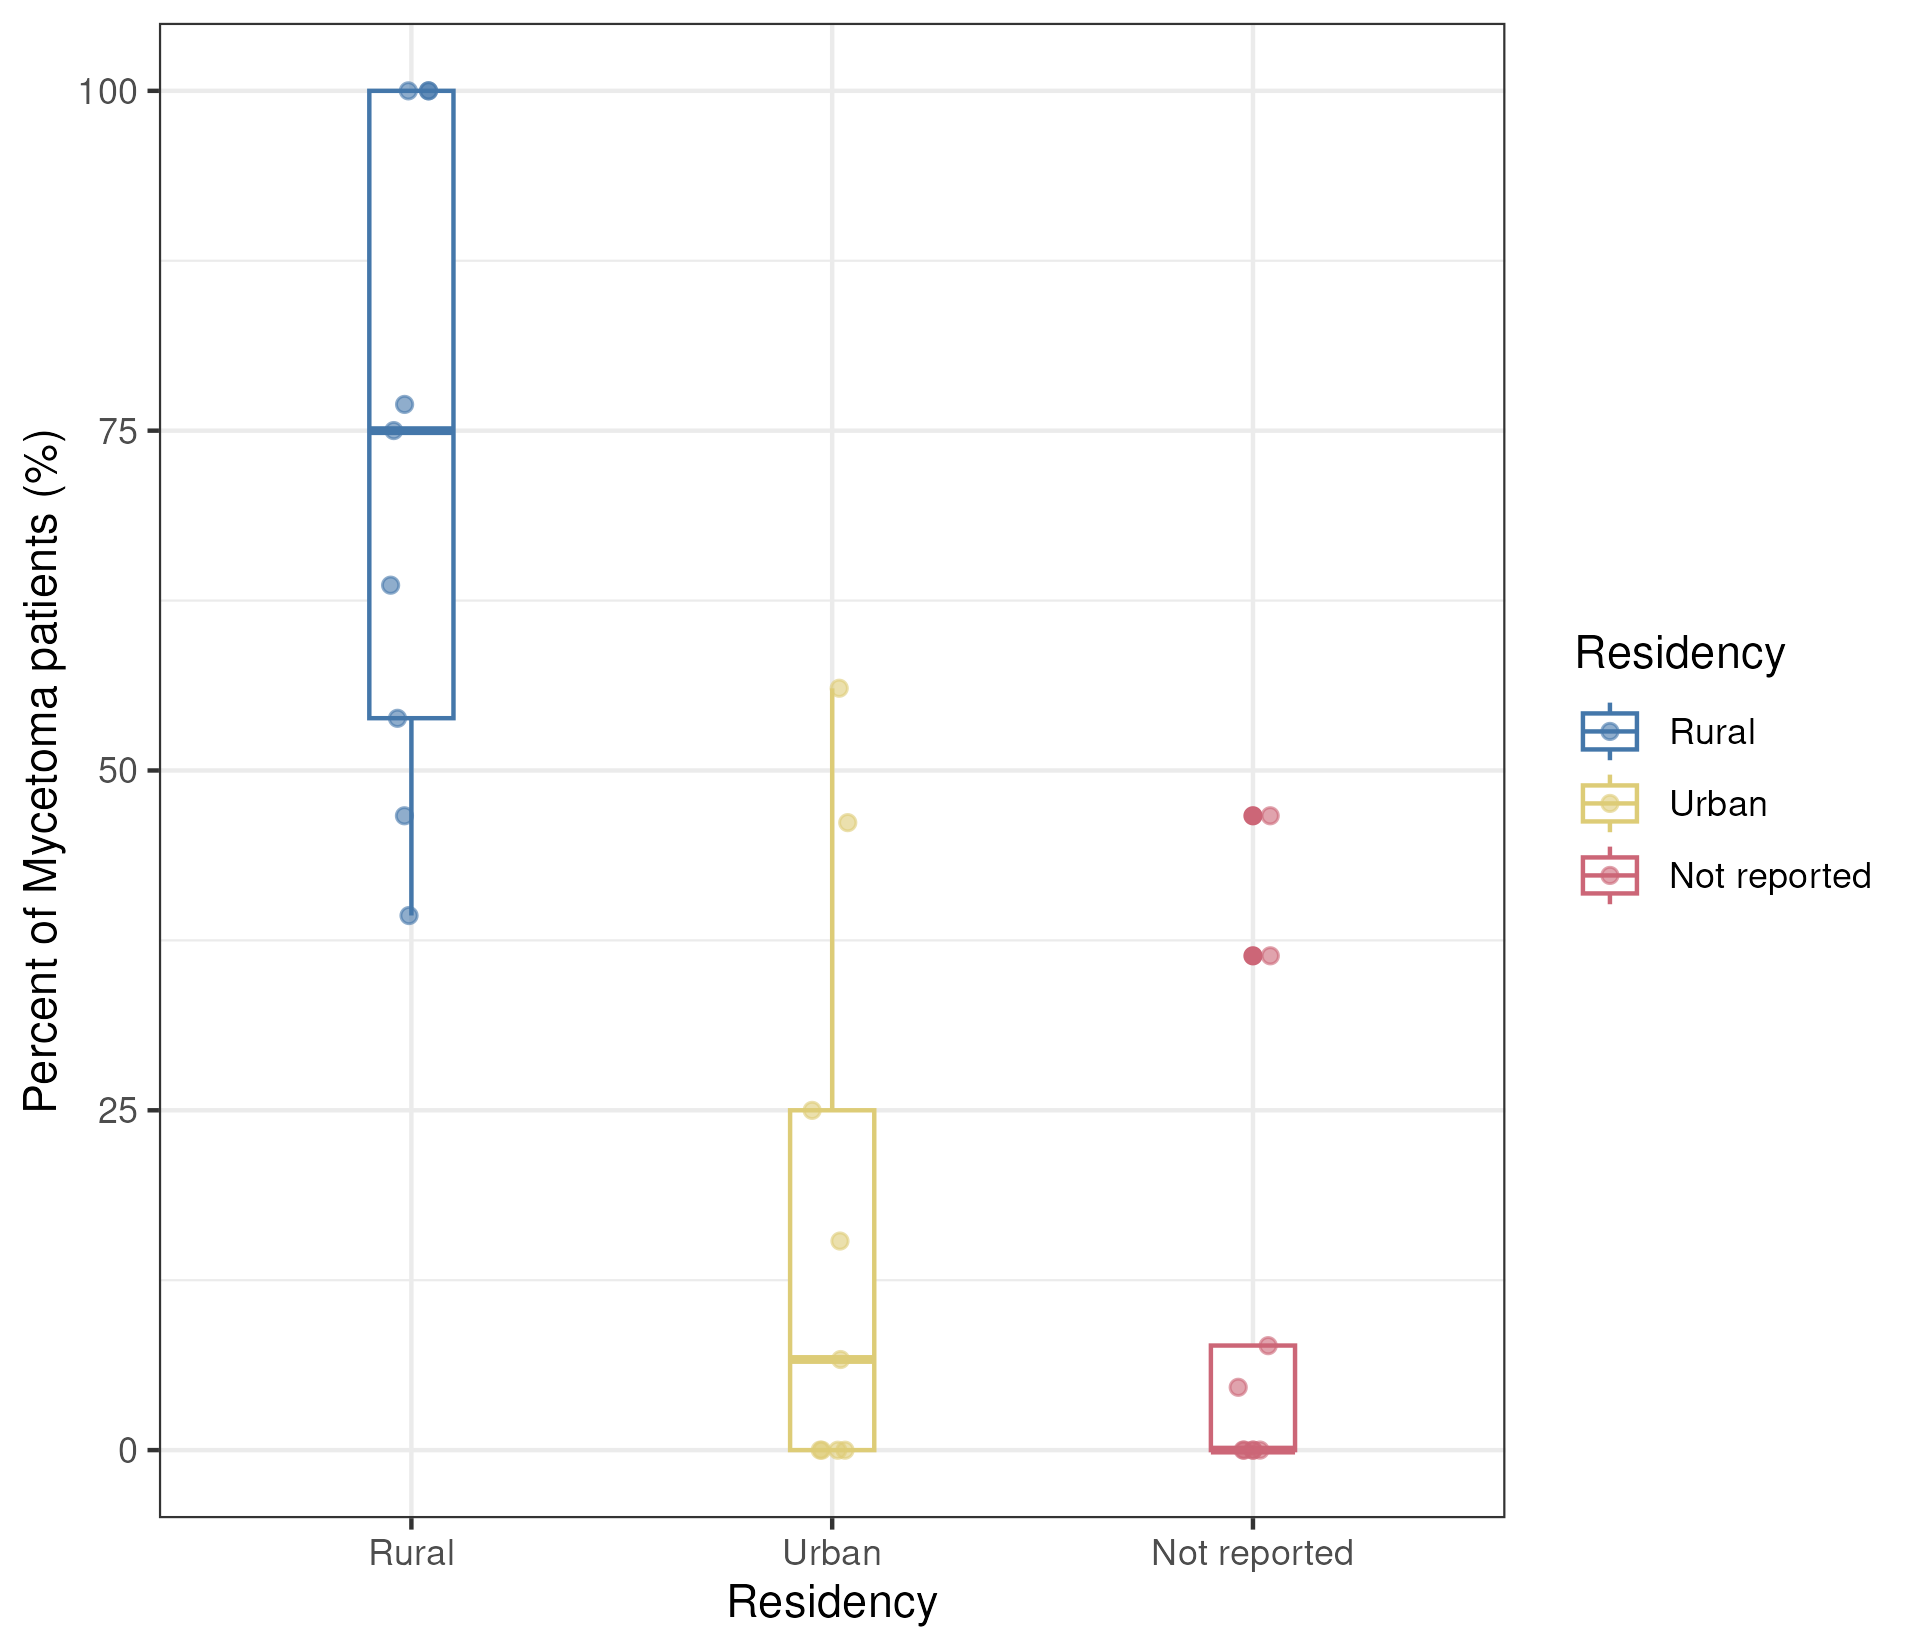 Percent of Mycetoma patients (%)
100
75
50
25
0
Rural
Urban
Not reported
Residency
Residency
Rural
Urban
Not reported